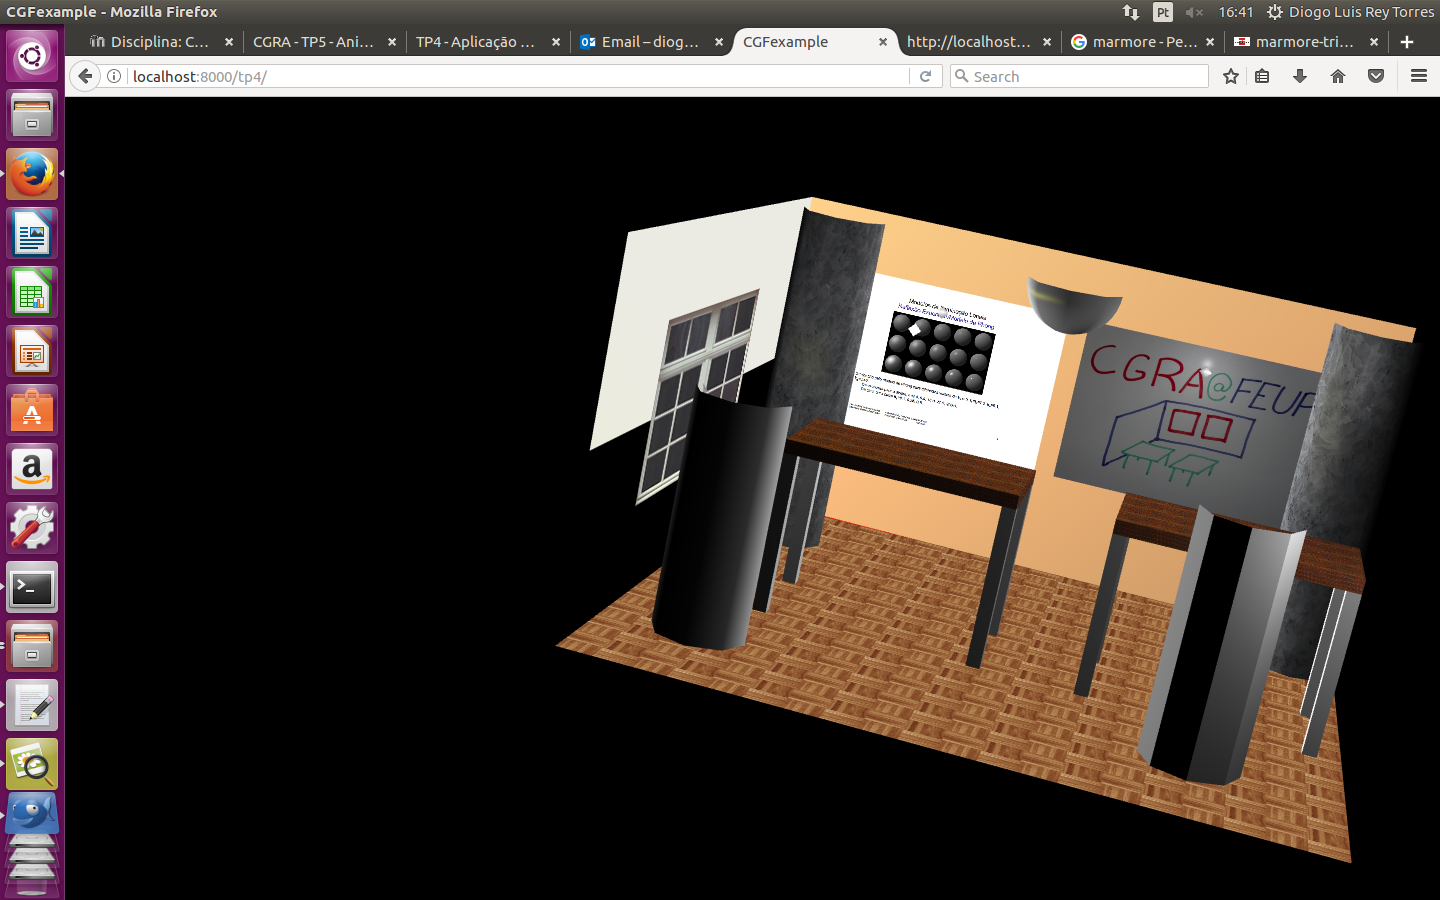 CGFexample - Mozilla Firefox
Pt
16:41
Diogo Luis Rey Torres
Disciplina: C...
CGRA - TP5 - Ani...
TP4 - Aplicação ...
Email – diog...
CGFexample
http://localhost...
marmore - Pe...
marmore-tri...
localhost:8000/tp4/
Search
Modelos de Iluminação Locais
Reflexão Especular: Modelo de Phong
CGRA@FEUP